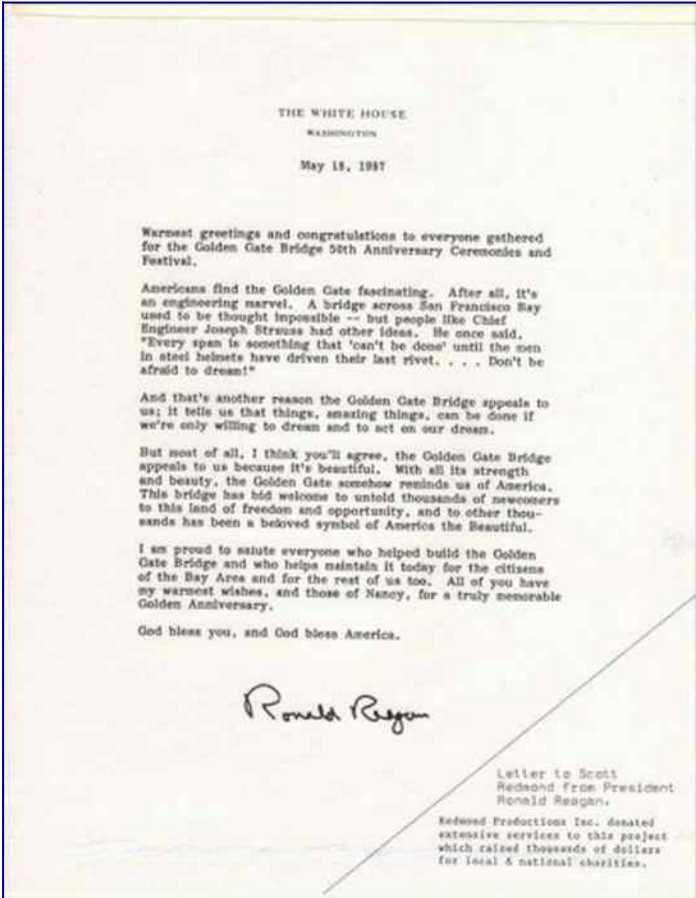 THE WHITE HOUSE
WASHINGTON
May 18, 1987
Warmest greetings and congratulations to everyone gathered
for the Golden Gate Bridge 50th Anniversary Ceremonies and
Festival.
Americans find the Golden Gate fascinating. After all, it's
an engineering marvel. A bridge across San Francisco Bay
used to be thought impossible -- but people like Chief
Engineer Joseph Strauss had other ideas. He once said,
"Every span is something that 'can't be done' until the men
in steel helmets have driven their last rivet. . . . Don't be
afraid to dream!"
And that's another reason the Golden Gate Bridge appeals to
us; it tells us that things, amazing things, can be done if
we're only willing to dream and to act on our dream.
But most of all, I think you'll agree, the Golden Gate Bridge
appeals to us because it's beautiful. With all its strength
and beauty, the Golden Gate somehow reminds us of America.
This bridge has bid welcome to untold thousands of newcomers
to this land of freedom and opportunity, and to other thou-
sands has been a beloved symbol of America the Beautiful.
I am proud to salute everyone who helped build the Golden
Gate Bridge and who helps maintain it today for the citizens
of the Bay Area and for the rest of us too. All of you have
my warmest wishes, and those of Nancy, for a truly memorable
Golden Anniversary.
God bless you, and God bless America.
Ronald Reagan
Letter to Scott
Redmond from President
Ronald Reagan.
Redmond Productions Inc. donated
extensive services to this project
which raised thousands of dollars
for local & national charities.